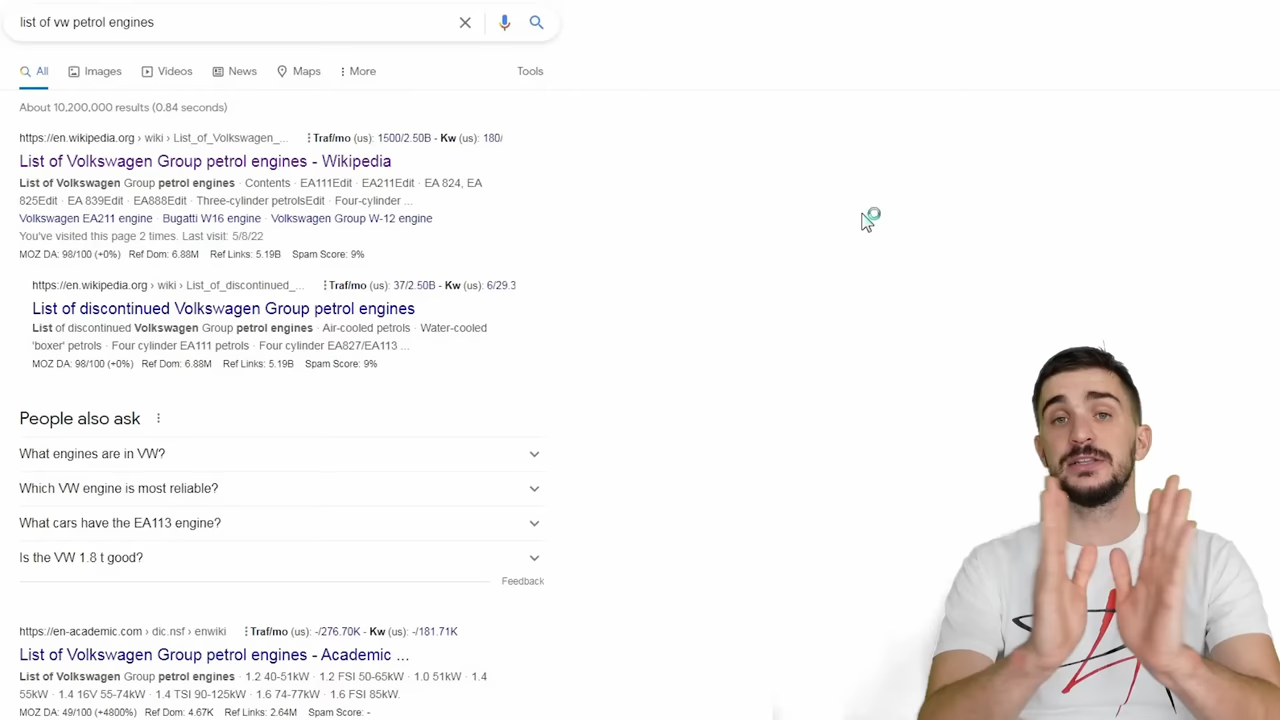 list of vw petrol engines
All Images Videos News Maps More Tools
About 10,200,000 results (0.84 seconds)
https://en.wikipedia.org › wiki › List_of_Volkswagen_... Traf/mo (us): 1500/2.50B - Kw (us): 180/
List of Volkswagen Group petrol engines - Wikipedia
List of Volkswagen Group petrol engines · Contents · EA111Edit · EA211Edit · EA 824, EA
825Edit · EA 839Edit · EA888Edit · Three-cylinder petrolsEdit · Four-cylinder ...
Volkswagen EA211 engine · Bugatti W16 engine · Volkswagen Group W-12 engine
You've visited this page 2 times. Last visit: 5/8/22
MOZ DA: 98/100 (+0%) Ref Dom: 6.88M Ref Links: 5.19B Spam Score: 9%
https://en.wikipedia.org › wiki › List_of_discontinued_... Traf/mo (us): 37/2.50B - Kw (us): 6/29.3
List of discontinued Volkswagen Group petrol engines
List of discontinued Volkswagen Group petrol engines · Air-cooled petrols · Water-cooled
'boxer' petrols · Four cylinder EA111 petrols · Four cylinder EA827/EA113 ...
MOZ DA: 98/100 (+0%) Ref Dom: 6.88M Ref Links: 5.19B Spam Score: 9%
People also ask
What engines are in VW?
Which VW engine is most reliable?
What cars have the EA113 engine?
Is the VW 1.8 t good?
Feedback
https://en-academic.com › dic.nsf › enwiki Traf/mo (us): -/276.70K - Kw (us): -/181.71K
List of Volkswagen Group petrol engines - Academic ...
List of Volkswagen Group petrol engines · 1.2 40-51kW · 1.2 FSI 50-65kW · 1.0 51kW · 1.4
55kW · 1.4 16V 55-74kW · 1.4 TSI 90-125kW · 1.6 74-77kW · 1.6 FSI 85kW.
MOZ DA: 49/100 (+4800%) Ref Dom: 4.67K Ref Links: 2.64M Spam Score: -